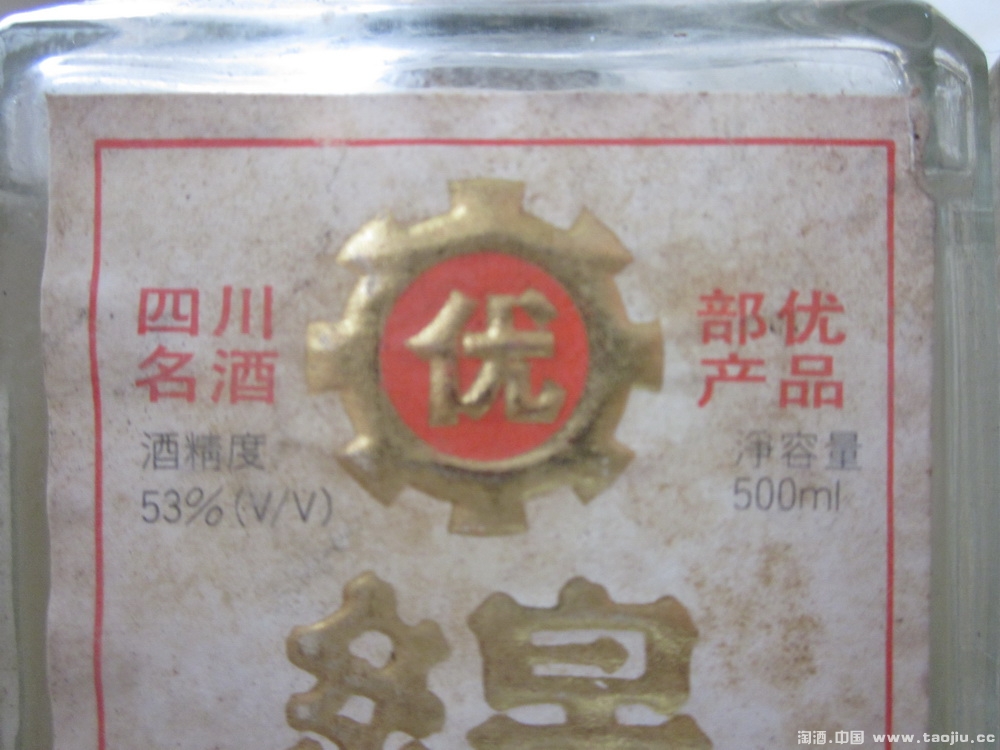 优
四川
名酒
部优
产品
酒精度
53%(V/V)
淨容量
500ml
淘酒.中国 www.taojiu.cc